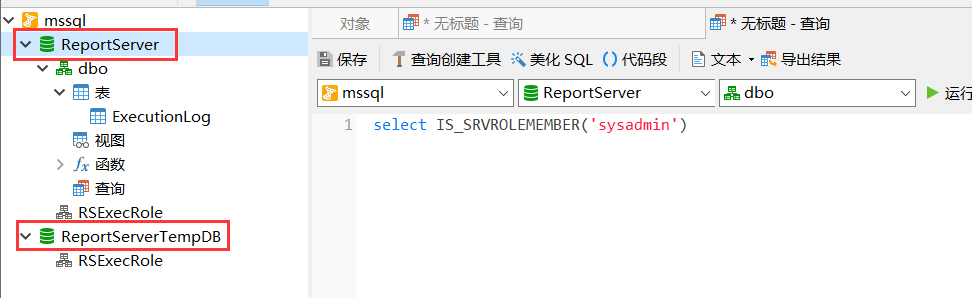 mssql
ReportServer
dbo
表
ExecutionLog
视图
fx 函数
查询
RSExecRole
ReportServerTempDB
RSExecRole
对象 * 无标题 - 查询 * 无标题 - 查询
保存 查询创建工具 美化 SQL () 代码段 文本 导出结果
mssql ReportServer dbo 运行
1 select IS_SRVROLEMEMBER('sysadmin')